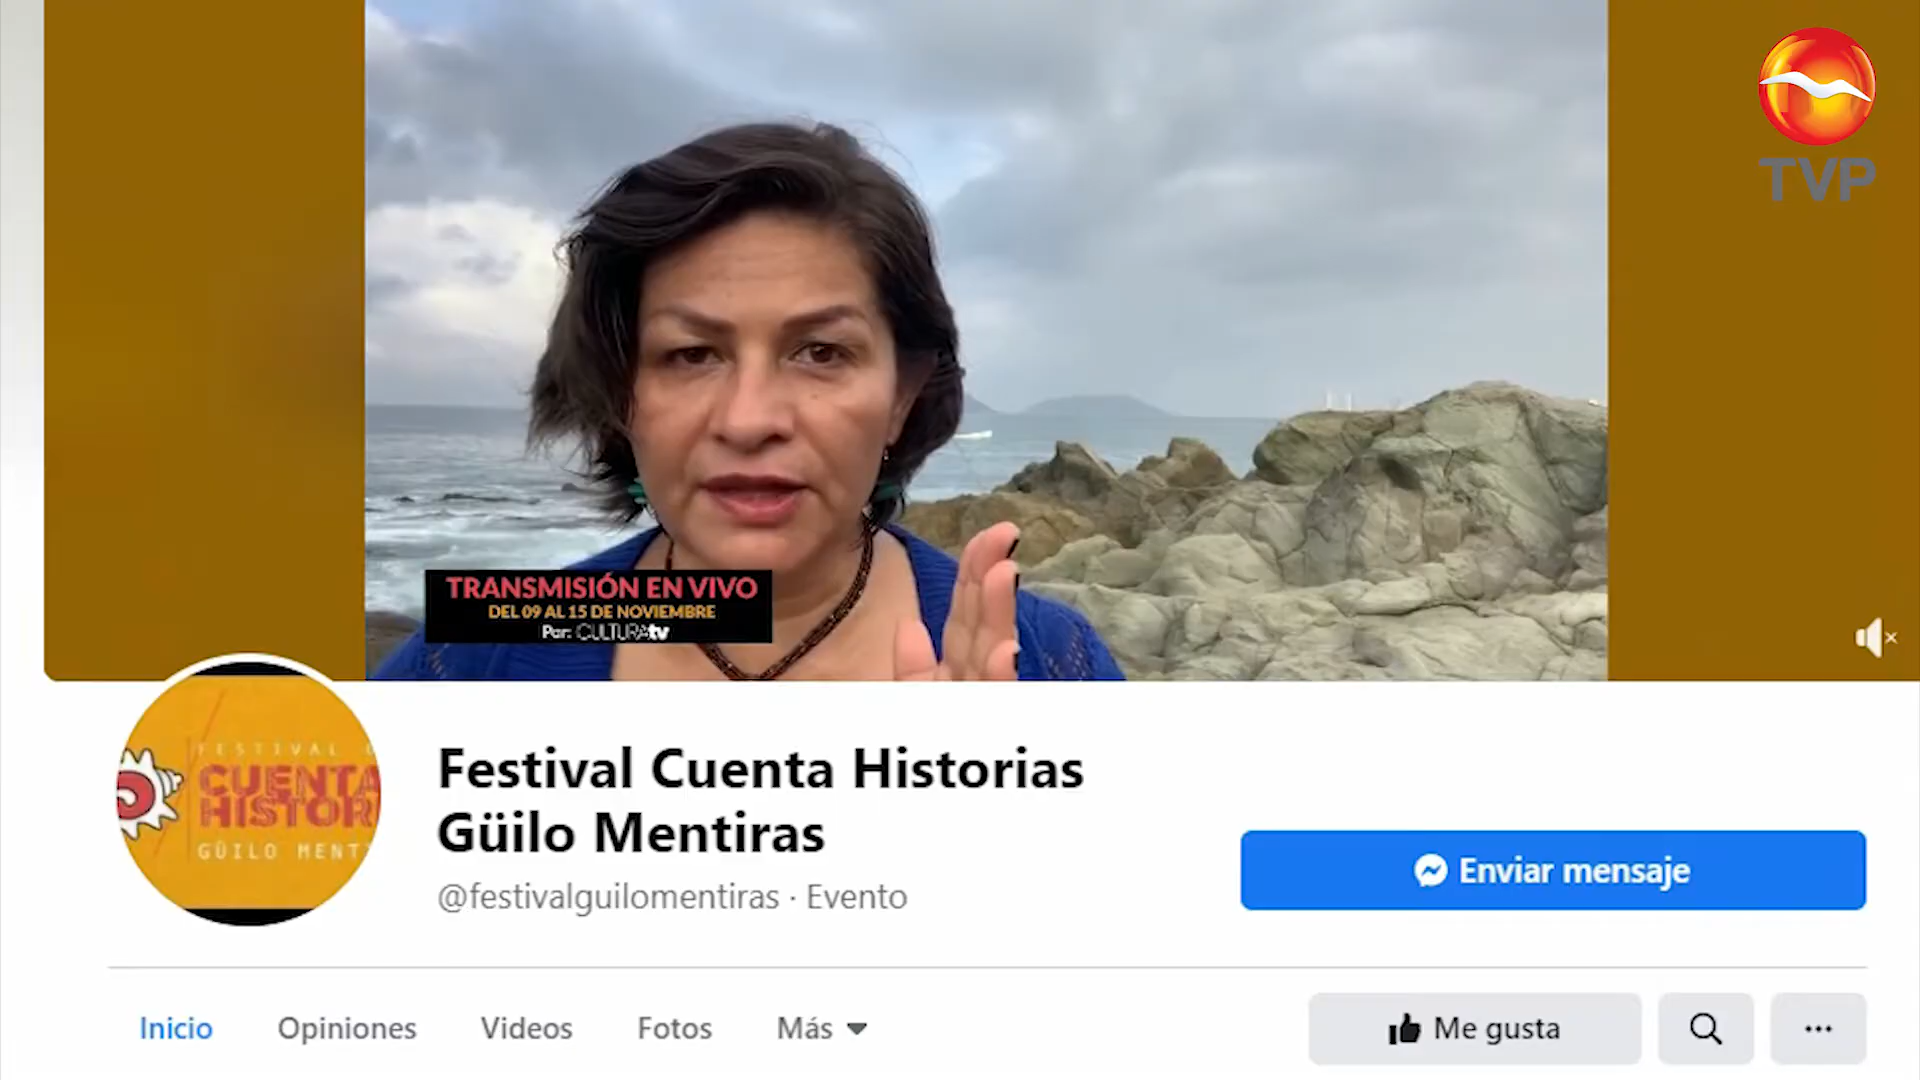 TVP
TRANSMISIÓN EN VIVO
DEL 09 AL 15 DE NOVIEMBRE
Por: CULTURAtv
FESTIVAL
CUENTA
HISTOR
GÜILO MENT
Festival Cuenta Historias
Güilo Mentiras
@festivalguilomentiras · Evento
Enviar mensaje
Inicio Opiniones Videos Fotos Más
Me gusta